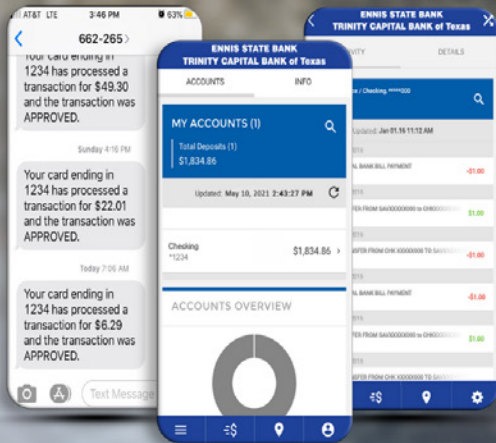 AT&T LTE 3:46 PM 63%
662-265
Your card ending in
1234 has processed a
transaction for $49.30
and the transaction was
APPROVED.
Sunday 4:16 PM
Your card ending in
1234 has processed a
transaction for $22.01
and the transaction was
APPROVED.
Today 7:06 AM
Your card ending in
1234 has processed a
transaction for $6.29
and the transaction was
APPROVED.
Text Message
ENNIS STATE BANK
TRINITY CAPITAL BANK of Texas
ACCOUNTS INFO
MY ACCOUNTS (1)
Total Deposits (1)
$1,834.86
Updated: May 10, 2021 2:43:27 PM
Checking
*1234
$1,834.86
ACCOUNTS OVERVIEW
ENNIS STATE BANK
TRINITY CAPITAL BANK of Texas
DETAILS
/ Checking,
Updated: Jan 01.16 11:12 AM
BANK BILL PAYMENT
-$1.00
$1.00
-$1.00
BANK BILL PAYMENT
-$1.00
$1.00